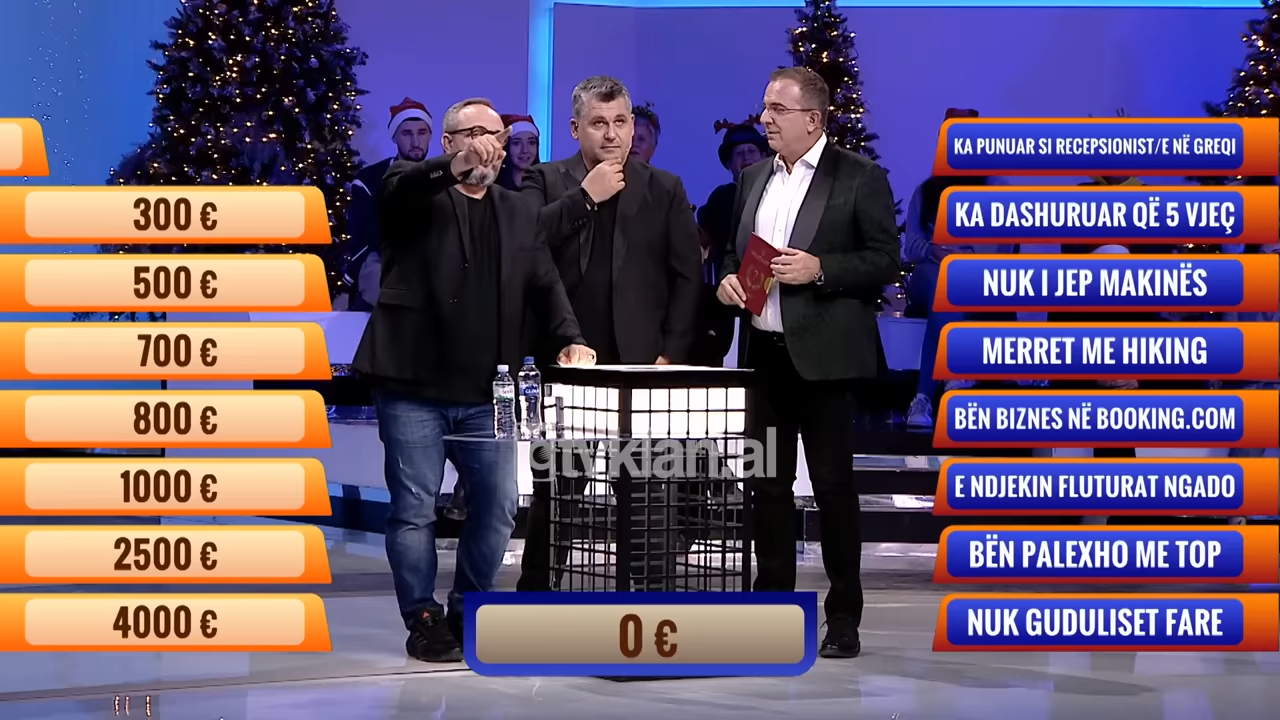 KA PUNUAR SI RECEPSIONIST/E NË GREQI
300 €
KA DASHURUAR QË 5 VJEÇ
500 €
NUK I JEP MAKINËS
700 €
MERRET ME HIKING
800 €
BËN BIZNES NË BOOKING.COM
1000 €
E NDJEKIN FLUTURAT NGADO
2500 €
BËN PALEXHO ME TOP
4000 €
NUK GUDULISET FARE
0 €
tvklan.al